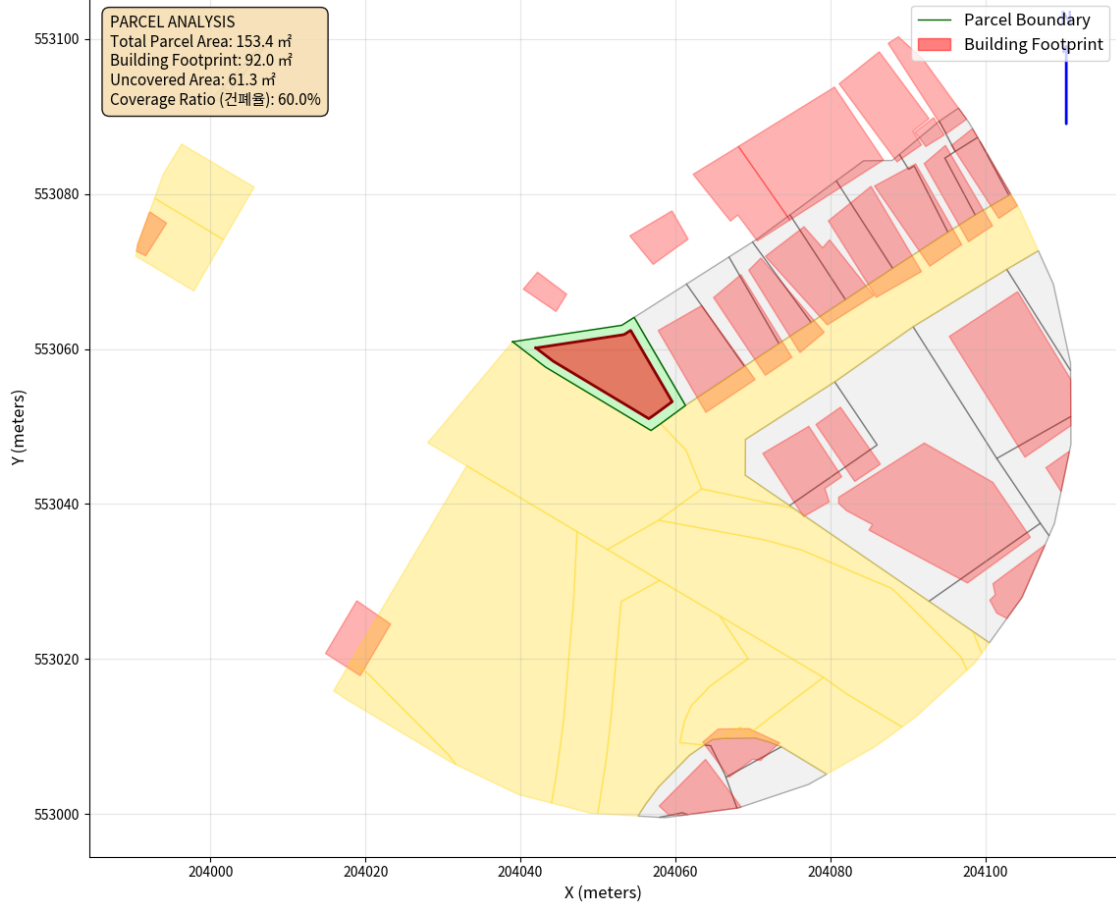 PARCEL ANALYSIS
Total Parcel Area: 153.4 ㎡
Building Footprint: 92.0 ㎡
Uncovered Area: 61.3 ㎡
Coverage Ratio (건폐율): 60.0%
Parcel Boundary
Building Footprint
553100
553080
553060
553040
553020
553000
Y (meters)
204000
204020
204040
204060
204080
204100
X (meters)